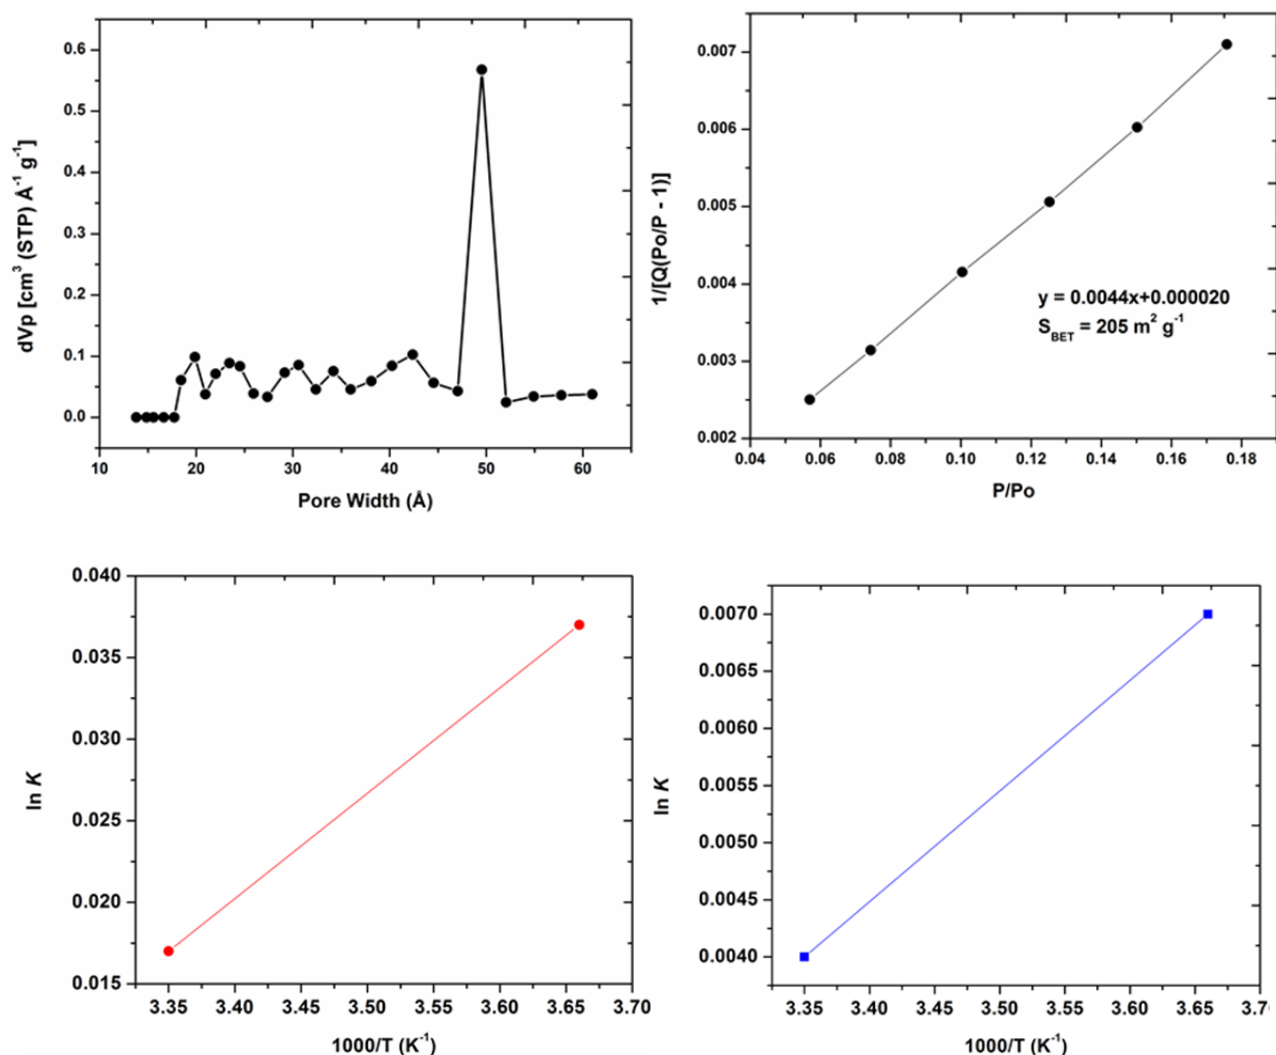 0.6
0.5
0.4
0.3
0.2
0.1
0.0
dVp [cm³ (STP) Å⁻¹ g⁻¹]
10 20 30 40 50 60
Pore Width (Å)
0.007
0.006
0.005
0.004
0.003
0.002
1/[Q(Po/P - 1)]
y = 0.0044x+0.000020
S_BET = 205 m² g⁻¹
0.04 0.06 0.08 0.10 0.12 0.14 0.16 0.18
P/Po
0.040
0.035
0.030
0.025
0.020
0.015
ln K
3.35 3.40 3.45 3.50 3.55 3.60 3.65 3.70
1000/T (K⁻¹)
0.0070
0.0065
0.0060
0.0055
0.0050
0.0045
0.0040
ln K
3.35 3.40 3.45 3.50 3.55 3.60 3.65 3.7
1000/T (K⁻¹)